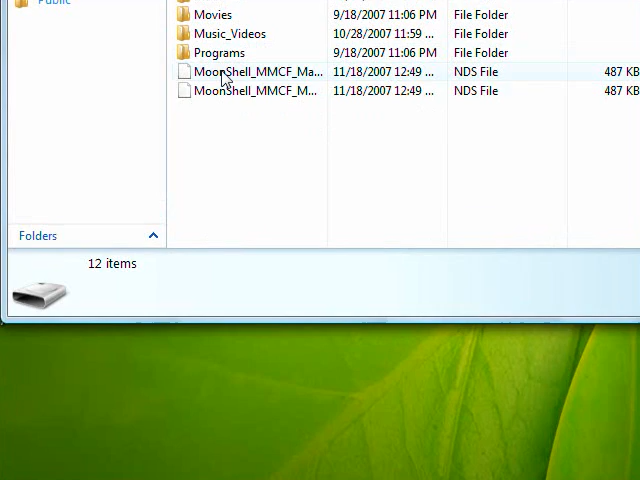 Public
Movies 9/18/2007 11:06 PM File Folder
Music_Videos 10/28/2007 11:59 ... File Folder
Programs 9/18/2007 11:06 PM File Folder
MoonShell_MMCF_Ma... 11/18/2007 12:49 ... NDS File 487 KB
MoonShell_MMCF_M... 11/18/2007 12:49 ... NDS File 487 KB
Folders
12 items